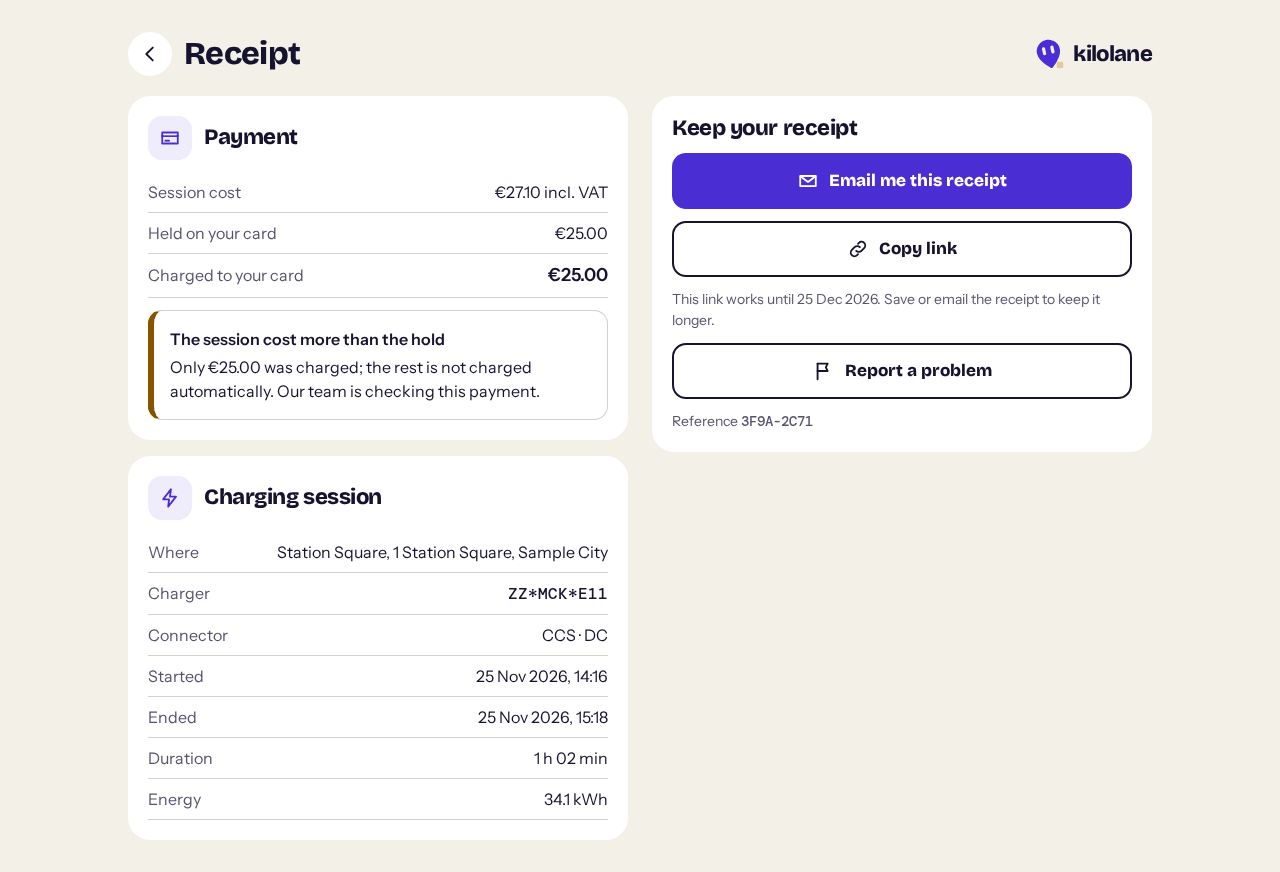 Receipt
kilolane
Payment
Session cost €27.10 incl. VAT
Held on your card €25.00
Charged to your card €25.00
The session cost more than the hold
Only €25.00 was charged; the rest is not charged
automatically. Our team is checking this payment.
Charging session
Where Station Square, 1 Station Square, Sample City
Charger ZZ*MCK*E11
Connector CCS · DC
Started 25 Nov 2026, 14:16
Ended 25 Nov 2026, 15:18
Duration 1 h 02 min
Energy 34.1 kWh
Keep your receipt
Email me this receipt
Copy link
This link works until 25 Dec 2026. Save or email the receipt to keep it
longer.
Report a problem
Reference 3F9A-2C71